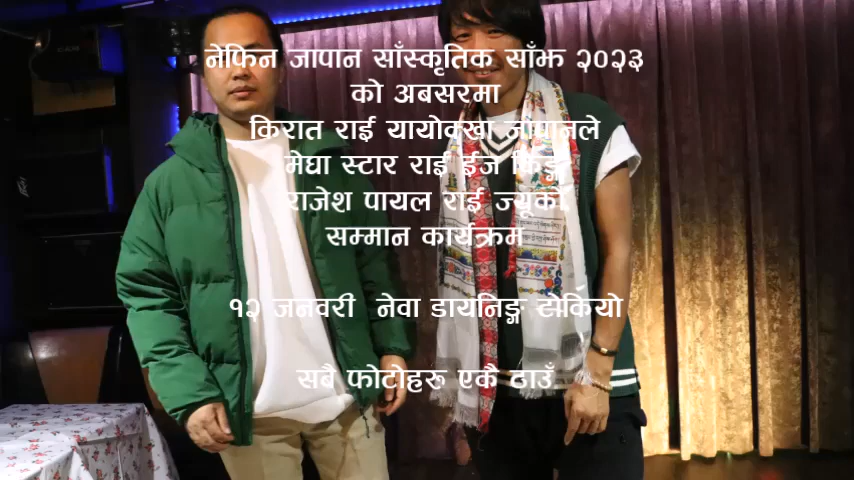 नेफिन जापान साँस्कृतिक साँझ २०२३
को अबसरमा
किरात राई यायोक्खा जापानले
मेघा स्टार राई ईज किङ्ग
राजेश पायल राई ज्यूको
सम्मान कार्यक्रम
१२ जनवरी नेवा डायनिङ्ग टोकियो
सबै फोटोहरू एकै ठाउँ